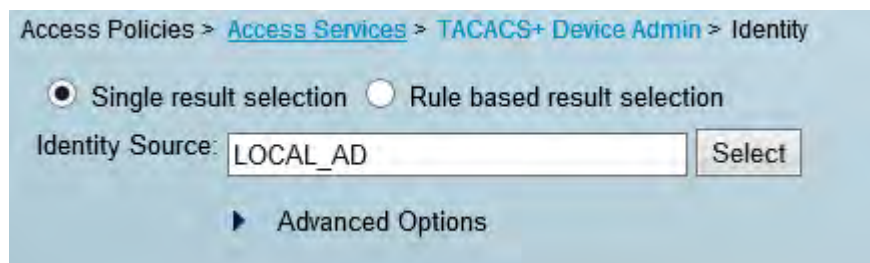 Access Policies > Access Services > TACACS+ Device Admin > Identity
Single result selection Rule based result selection
Identity Source: LOCAL_AD Select
Advanced Options